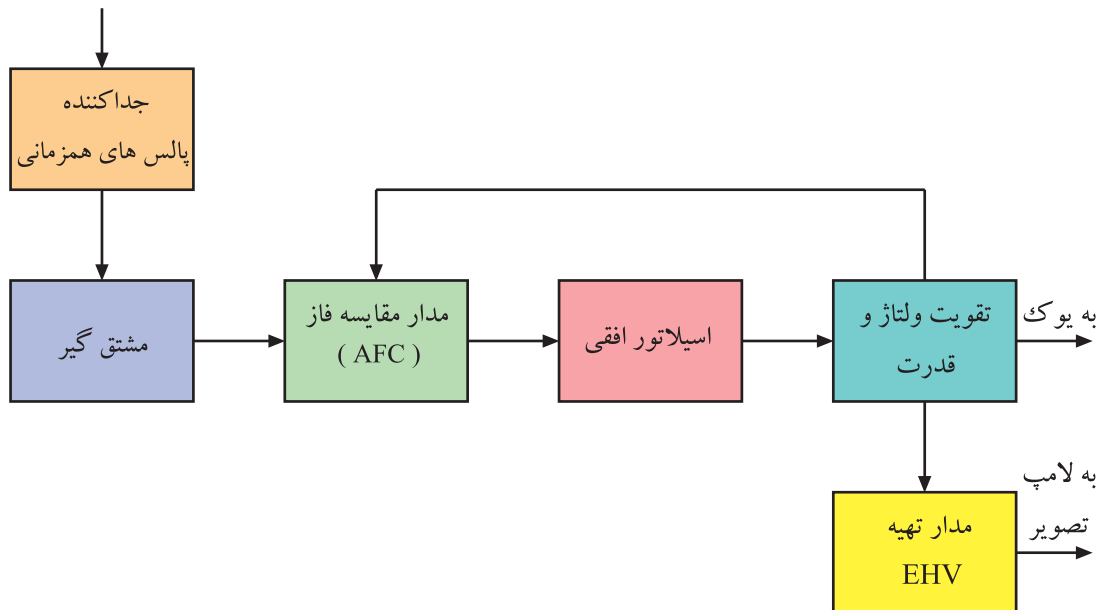 جداکننده
پالس های همزمانی
مشتق گیر
مدار مقایسه فاز
( AFC )
اسیلاتور افقی
تقویت ولتاژ و
قدرت
به یوک
مدار تهیه
EHV
به لامپ
تصویر